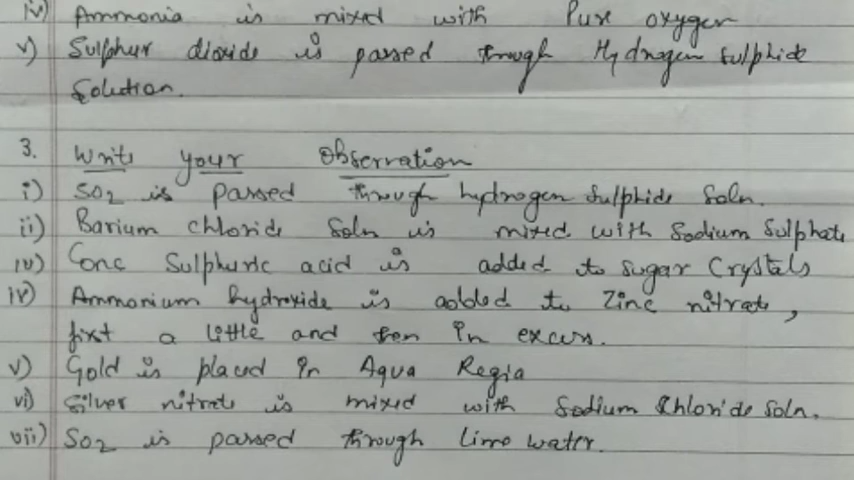 iv) Ammonia is mixed with Pure oxygen
v) Sulphur dioxide is passed through Hydrogen sulphide
Solution.
3. Write your Observation
i) SO2 is passed through hydrogen Sulphide Soln.
ii) Barium chloride Soln is mixed with Sodium Sulphate
iv) Conc Sulphuric acid is added to sugar Crystals
iv) Ammonium hydroxide is added to Zinc nitrate,
first a little and then in excess.
v) Gold is placed in Aqua Regia
vi) Silver nitrate is mixed with Sodium Chloride Soln.
vii) SO2 is passed through lime water.